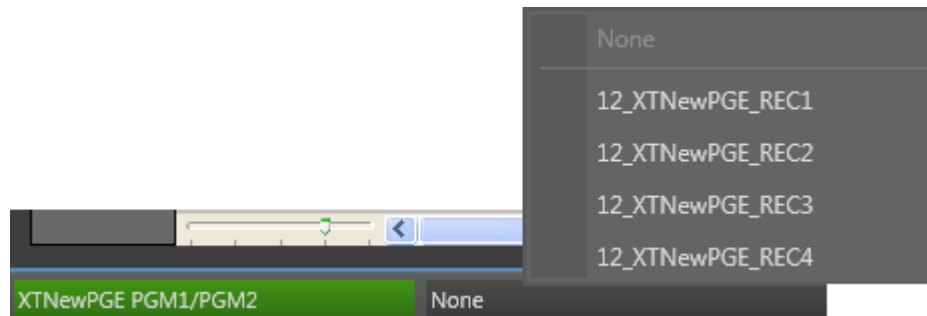 None
12_XTNewPGE_REC1
12_XTNewPGE_REC2
12_XTNewPGE_REC3
12_XTNewPGE_REC4
XTNewPGE PGM1/PGM2
None